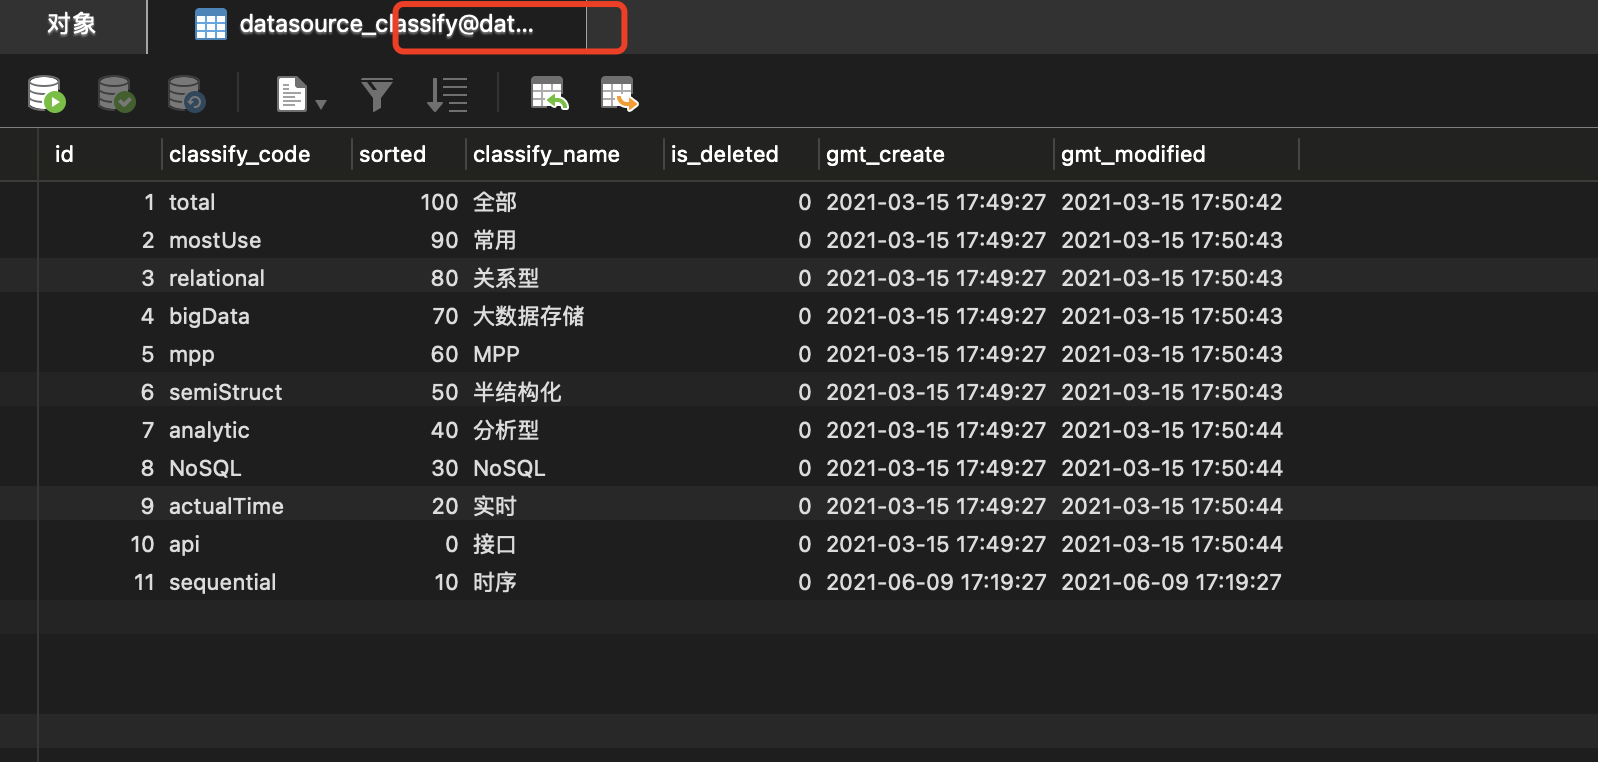 对象 datasource_classify@dat...
id classify_code sorted classify_name is_deleted gmt_create gmt_modified
1 total 100 全部 0 2021-03-15 17:49:27 2021-03-15 17:50:42
2 mostUse 90 常用 0 2021-03-15 17:49:27 2021-03-15 17:50:43
3 relational 80 关系型 0 2021-03-15 17:49:27 2021-03-15 17:50:43
4 bigData 70 大数据存储 0 2021-03-15 17:49:27 2021-03-15 17:50:43
5 mpp 60 MPP 0 2021-03-15 17:49:27 2021-03-15 17:50:43
6 semiStruct 50 半结构化 0 2021-03-15 17:49:27 2021-03-15 17:50:43
7 analytic 40 分析型 0 2021-03-15 17:49:27 2021-03-15 17:50:44
8 NoSQL 30 NoSQL 0 2021-03-15 17:49:27 2021-03-15 17:50:44
9 actualTime 20 实时 0 2021-03-15 17:49:27 2021-03-15 17:50:44
10 api 0 接口 0 2021-03-15 17:49:27 2021-03-15 17:50:44
11 sequential 10 时序 0 2021-06-09 17:19:27 2021-06-09 17:19:27